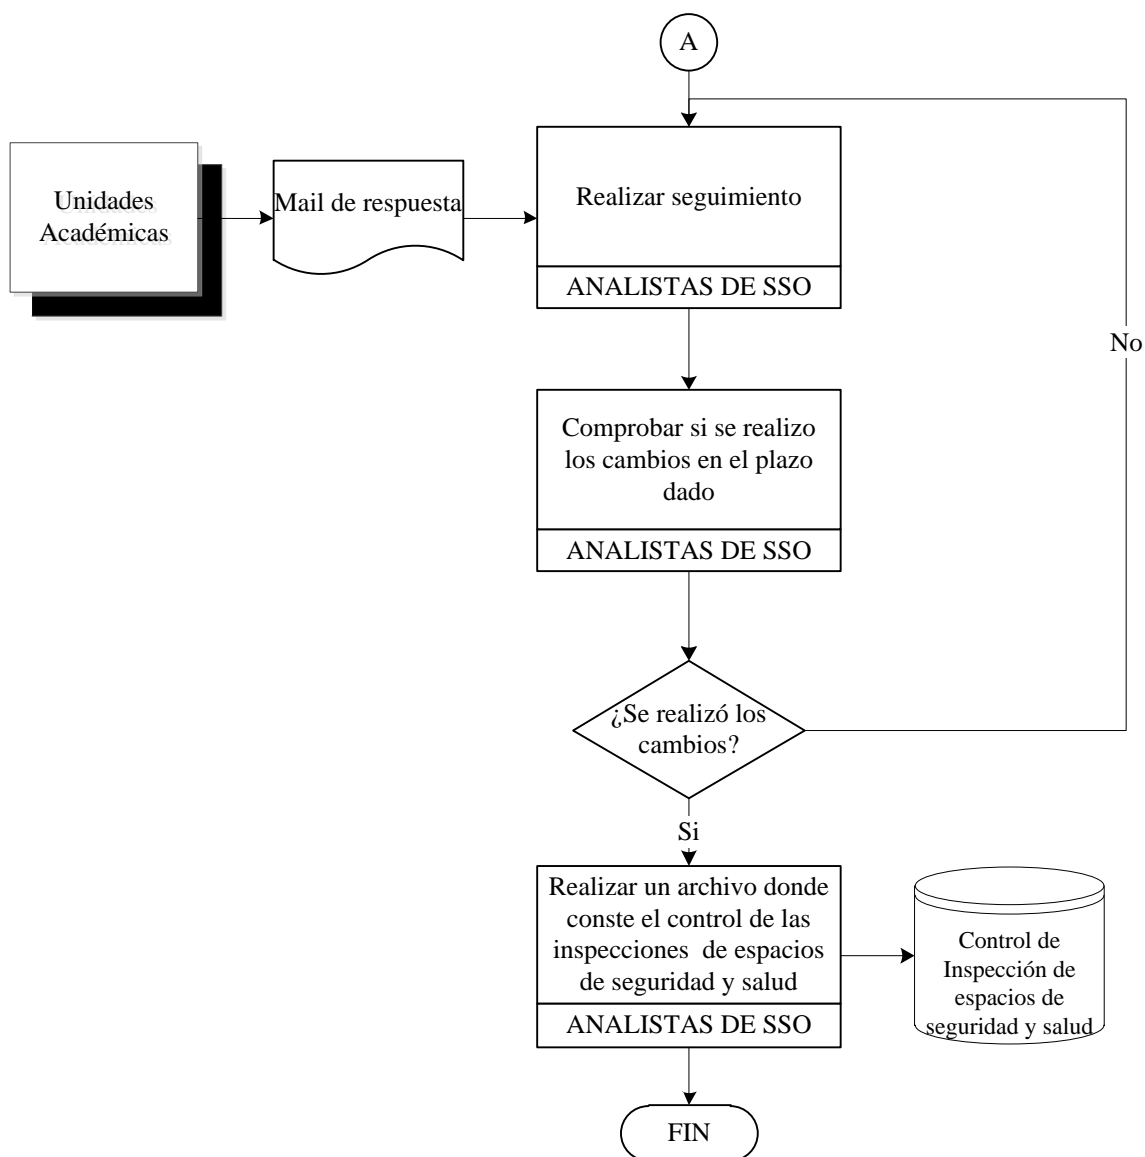 A
Unidades
Académicas
Mail de respuesta
Realizar seguimiento
ANALISTAS DE SSO
No
Comprobar si se realizo
los cambios en el plazo
dado
ANALISTAS DE SSO
¿Se realizó los
cambios?
Si
Realizar un archivo donde
conste el control de las
inspecciones de espacios
de seguridad y salud
ANALISTAS DE SSO
Control de
Inspección de
espacios de
seguridad y salud
FIN